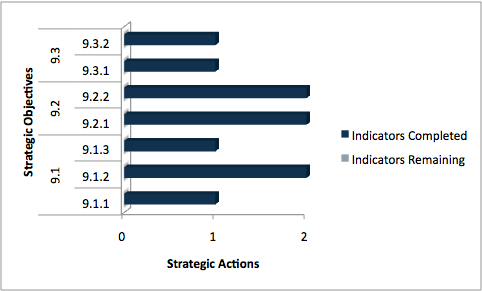 Strategic Objectives
9.3
9.3.2
9.3.1
9.2
9.2.2
9.2.1
9.1
9.1.3
9.1.2
9.1.1
0 1 2
Strategic Actions
Indicators Completed
Indicators Remaining